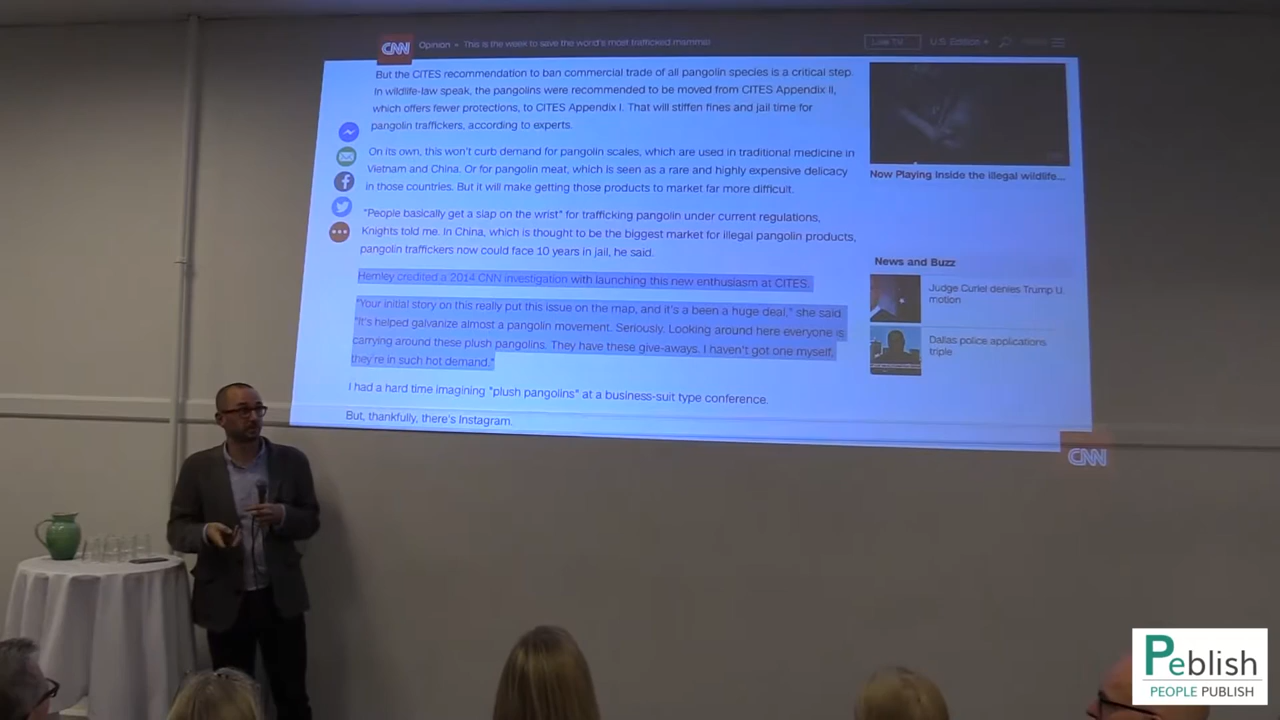 CNN Opinion » This is the week to save the world's most trafficked mammal
Live TV U.S. Edition +
But the CITES recommendation to ban commercial trade of all pangolin species is a critical step.
In wildlife-law speak, the pangolins were recommended to be moved from CITES Appendix II,
which offers fewer protections, to CITES Appendix I. That will stiffen fines and jail time for
pangolin traffickers, according to experts.
On its own, this won't curb demand for pangolin scales, which are used in traditional medicine in
Vietnam and China. Or for pangolin meat, which is seen as a rare and highly expensive delicacy
in those countries. But it will make getting those products to market far more difficult.
"People basically get a slap on the wrist" for trafficking pangolin under current regulations,
Knights told me. In China, which is thought to be the biggest market for illegal pangolin products,
pangolin traffickers now could face 10 years in jail, he said.
Hemley credited a 2014 CNN investigation with launching this new enthusiasm at CITES.
"Your initial story on this really put this issue on the map, and it's a been a huge deal," she said
"It's helped galvanize almost a pangolin movement. Seriously. Looking around here everyone is
carrying around these plush pangolins. They have these give-aways. I haven't got one myself,
they're in such hot demand."
I had a hard time imagining "plush pangolins" at a business-suit type conference.
But, thankfully, there's Instagram.
Now Playing Inside the illegal wildlife...
News and Buzz
Judge Curiel denies Trump U.
motion
Dallas police applications
triple
CNN
Peblish
PEOPLE PUBLISH